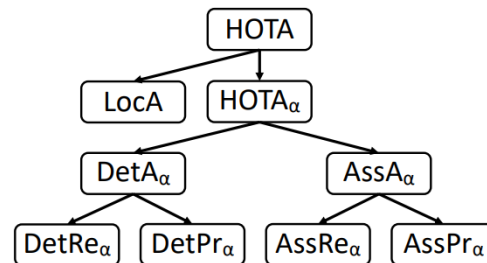 HOTA
LocA HOTAα
DetAα AssAα
DetReα DetPrα AssReα AssPrα